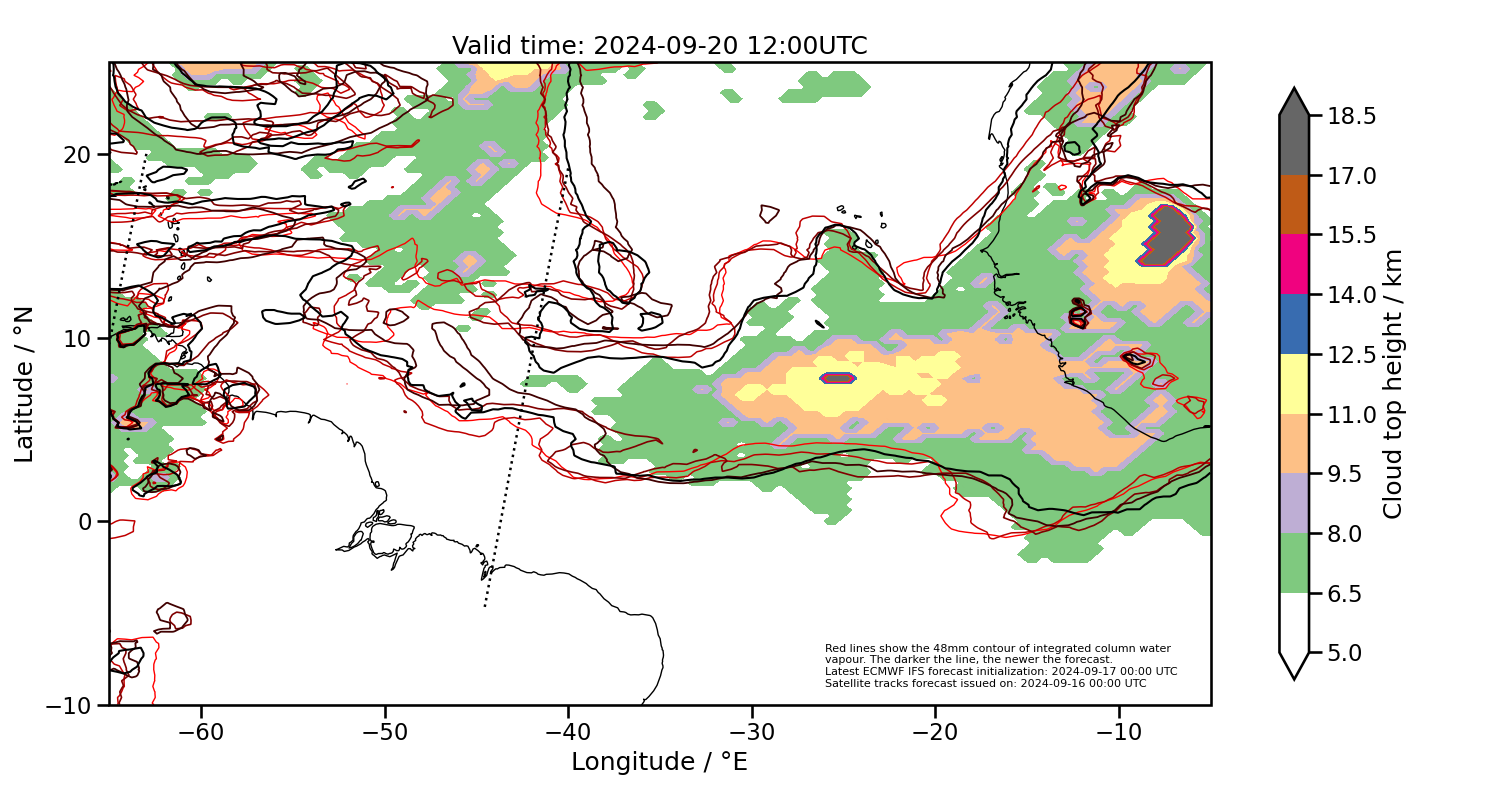 Valid time: 2024-09-20 12:00UTC
20
10
0
−10
Latitude / °N
−60
−50
−40
−30
−20
−10
Longitude / °E
Red lines show the 48mm contour of integrated column water
vapour. The darker the line, the newer the forecast.
Latest ECMWF IFS forecast initialization: 2024-09-17 00:00 UTC
Satellite tracks forecast issued on: 2024-09-16 00:00 UTC
18.5
17.0
15.5
14.0
12.5
11.0
9.5
8.0
6.5
5.0
Cloud top height / km